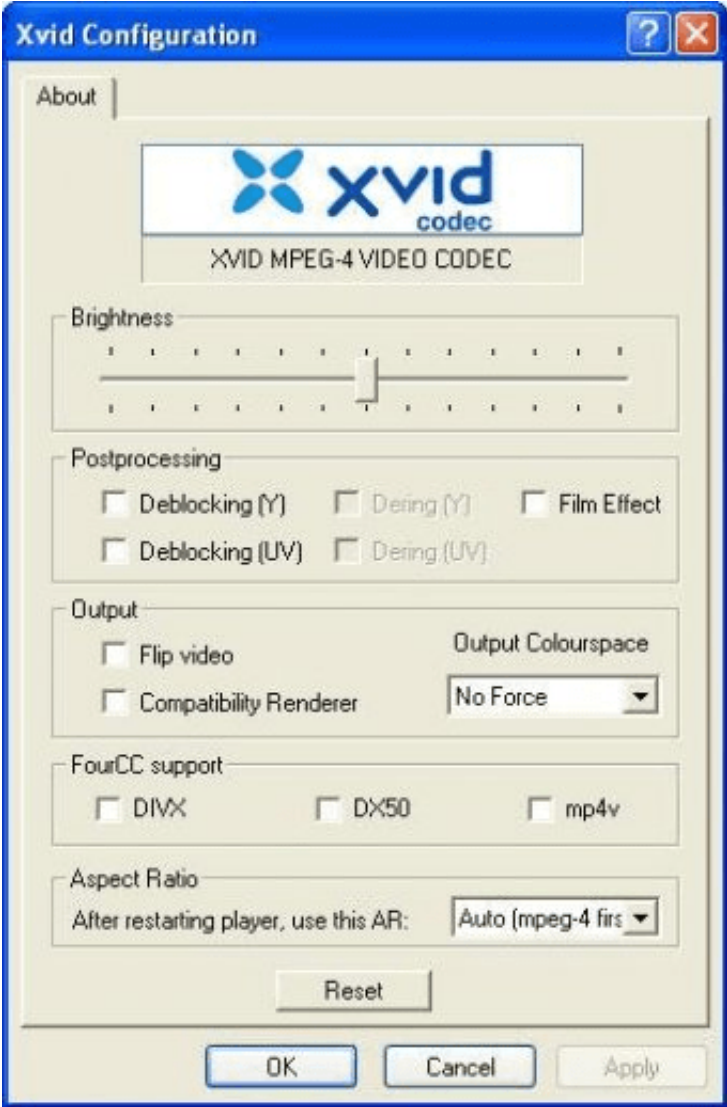 Xvid Configuration
About
xvid
codec
XVID MPEG-4 VIDEO CODEC
Brightness
Postprocessing
Deblocking (Y) Dering (Y) Film Effect
Deblocking (UV) Dering (UV)
Output
Flip video Output Colourspace
Compatibility Renderer No Force
FourCC support
DIVX DX50 mp4v
Aspect Ratio
After restarting player, use this AR: Auto (mpeg-4 firs
Reset
OK Cancel Apply